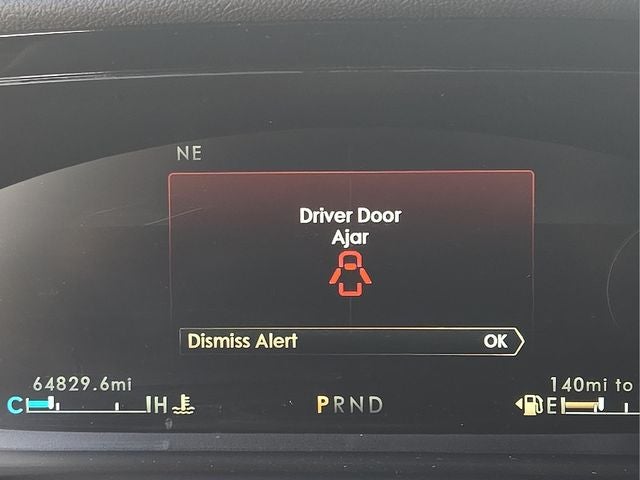 NE
Driver Door
Ajar
Dismiss Alert OK
64829.6mi
140mi to
C H
PRND
E